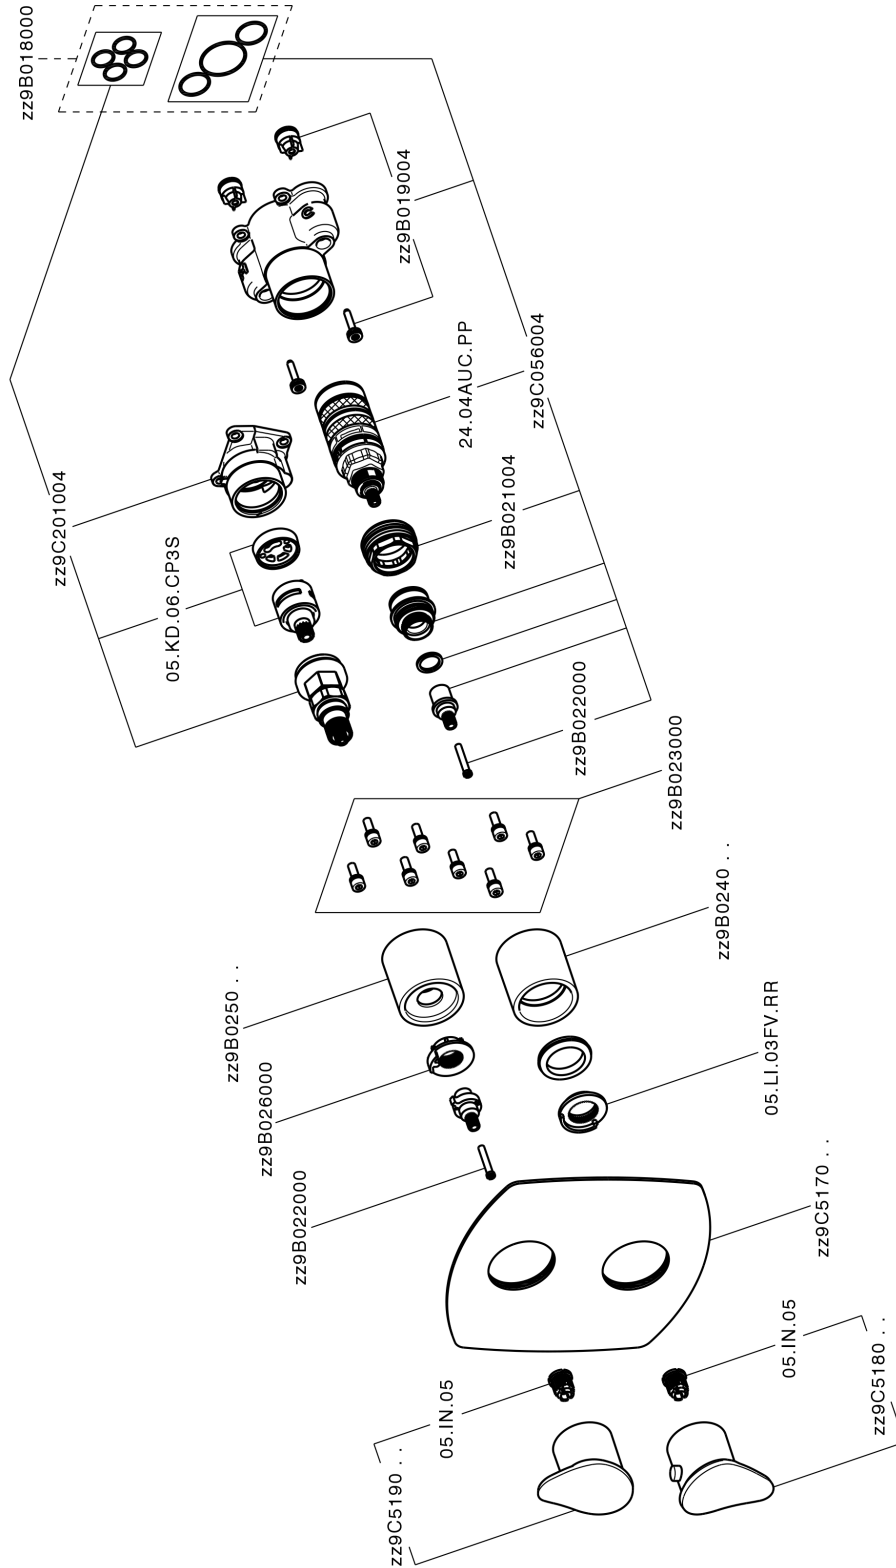 zz9B018000
zz9B019004
zz9C056004
24.04AUC.PP
zz9B021004
zz9C201004
05.KD.06.CP3S
zz9B022000
zz9B023000
zz9B0240 . .
zz9B0250 . .
zz9B026000
05.LI.03FV.RR
zz9B022000
zz9C5170 . .
05.IN.05
zz9C5180 . .
05.IN.05
zz9C5190 . .